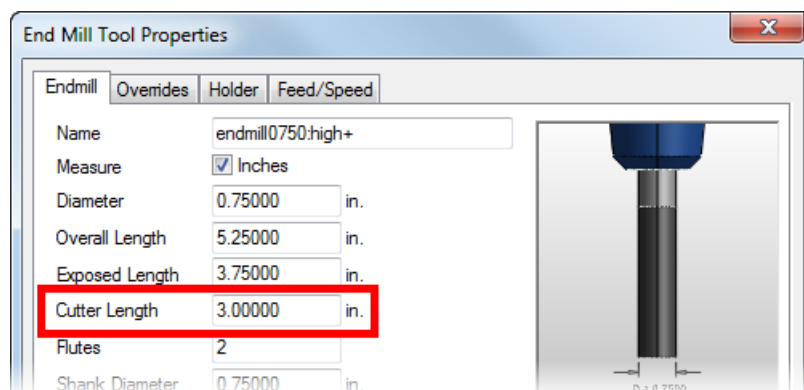 End Mill Tool Properties
Endmill Overrides Holder Feed/Speed
Name endmill0750:high+
Measure Inches
Diameter 0.75000 in.
Overall Length 5.25000 in.
Exposed Length 3.75000 in.
Cutter Length 3.00000 in.
Flutes 2
Shank Diameter 0.75000 in.